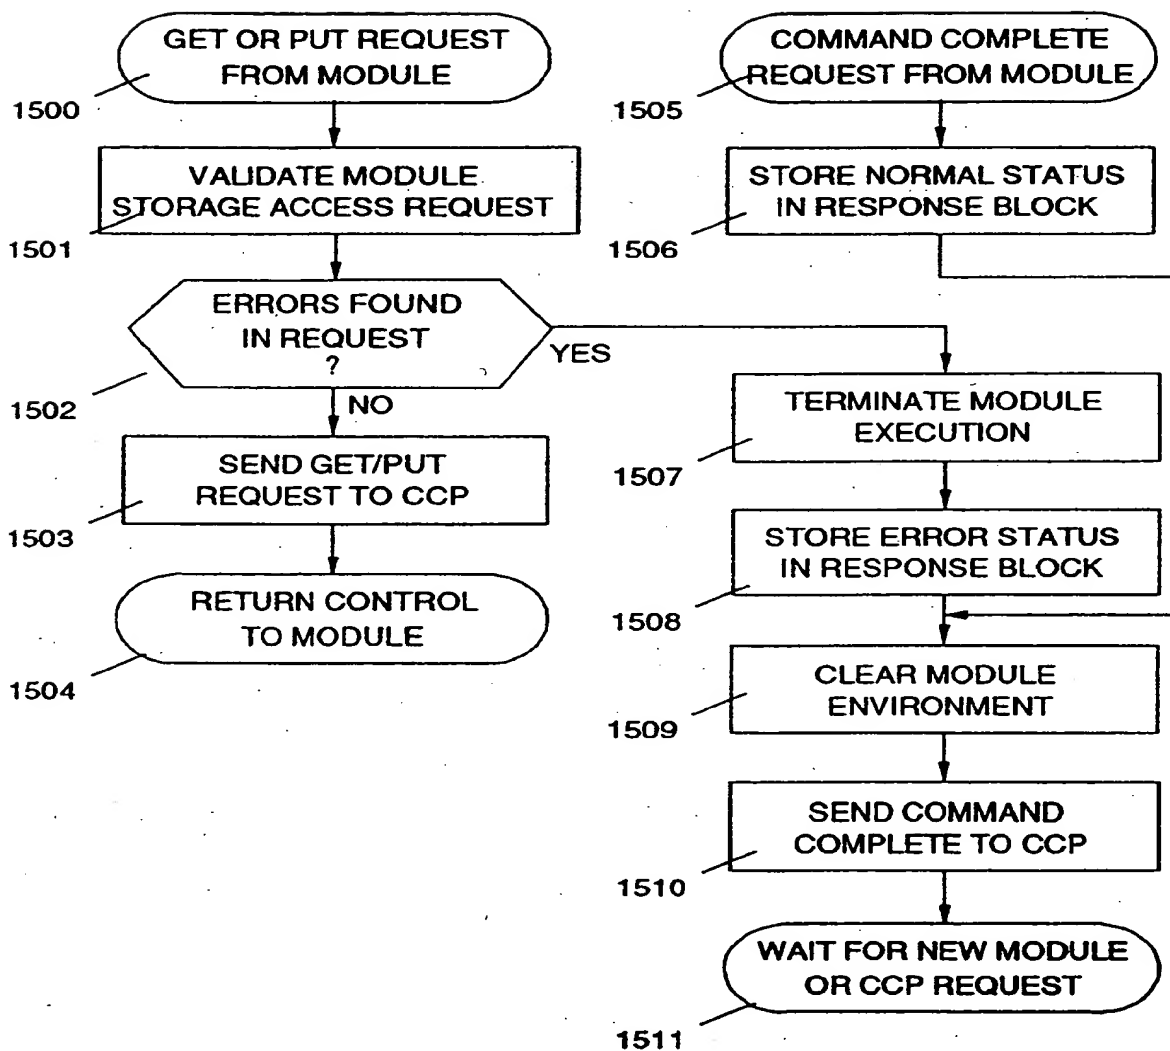 GET OR PUT REQUEST
FROM MODULE
1500
VALIDATE MODULE
STORAGE ACCESS REQUEST
1501
ERRORS FOUND
IN REQUEST
?
YES
1502
NO
SEND GET/PUT
REQUEST TO CCP
1503
RETURN CONTROL
TO MODULE
1504
COMMAND COMPLETE
REQUEST FROM MODULE
1505
STORE NORMAL STATUS
IN RESPONSE BLOCK
1506
TERMINATE MODULE
EXECUTION
1507
STORE ERROR STATUS
IN RESPONSE BLOCK
1508
CLEAR MODULE
ENVIRONMENT
1509
SEND COMMAND
COMPLETE TO CCP
1510
WAIT FOR NEW MODULE
OR CCP REQUEST
1511